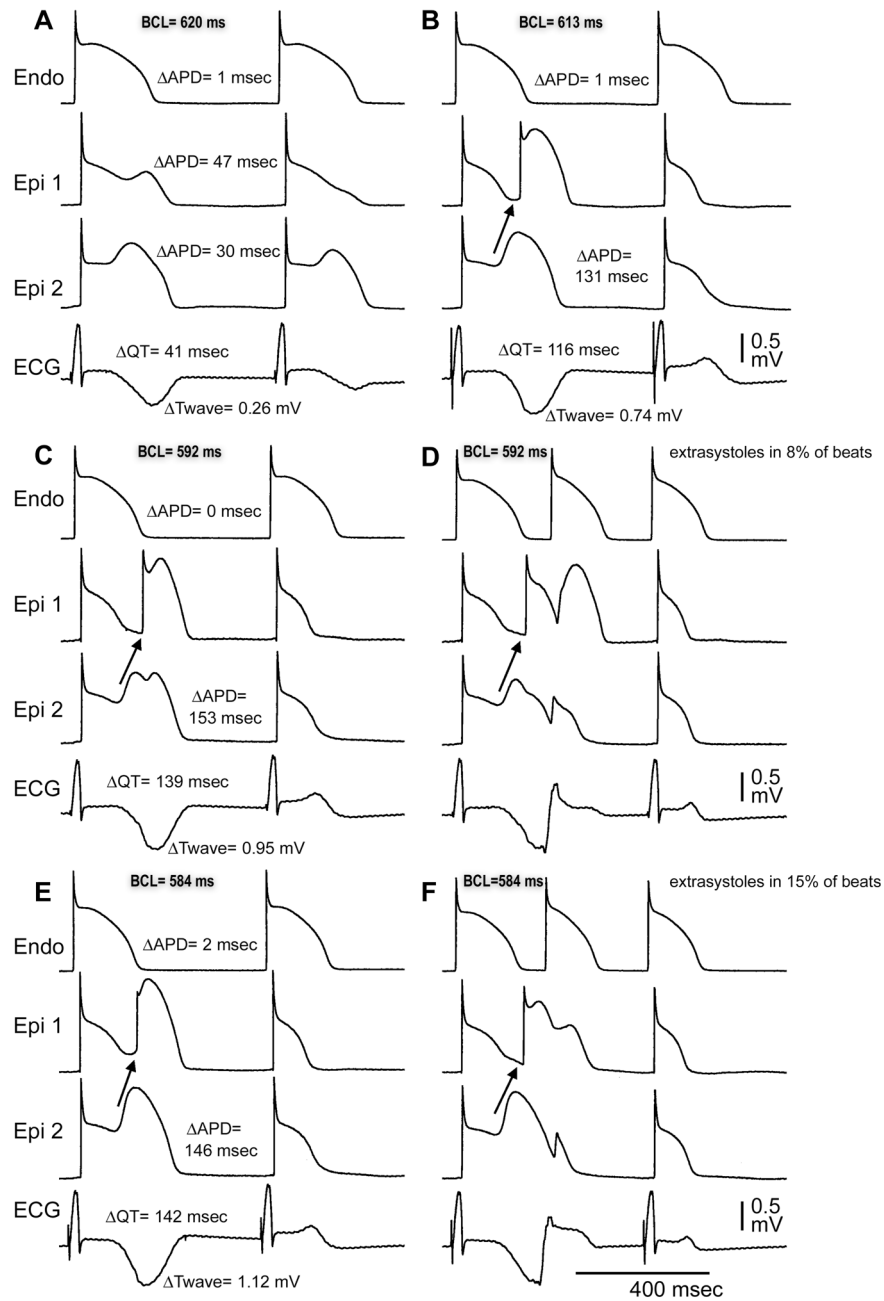 A
BCL= 620 ms
Endo
ΔAPD= 1 msec
Epi 1
ΔAPD= 47 msec
Epi 2
ΔAPD= 30 msec
ECG
ΔQT= 41 msec
ΔTwave= 0.26 mV
B
BCL= 613 ms
ΔAPD= 1 msec
ΔAPD=
131 msec
ΔQT= 116 msec
ΔTwave= 0.74 mV
0.5
mV
C
BCL= 592 ms
Endo
ΔAPD= 0 msec
Epi 1
Epi 2
ΔAPD=
153 msec
ECG
ΔQT= 139 msec
ΔTwave= 0.95 mV
D
BCL= 592 ms
extrasystoles in 8% of beats
0.5
mV
E
BCL= 584 ms
Endo
ΔAPD= 2 msec
Epi 1
Epi 2
ΔAPD=
146 msec
ECG
ΔQT= 142 msec
ΔTwave= 1.12 mV
F
BCL=584 ms
extrasystoles in 15% of beats
0.5
mV
400 msec